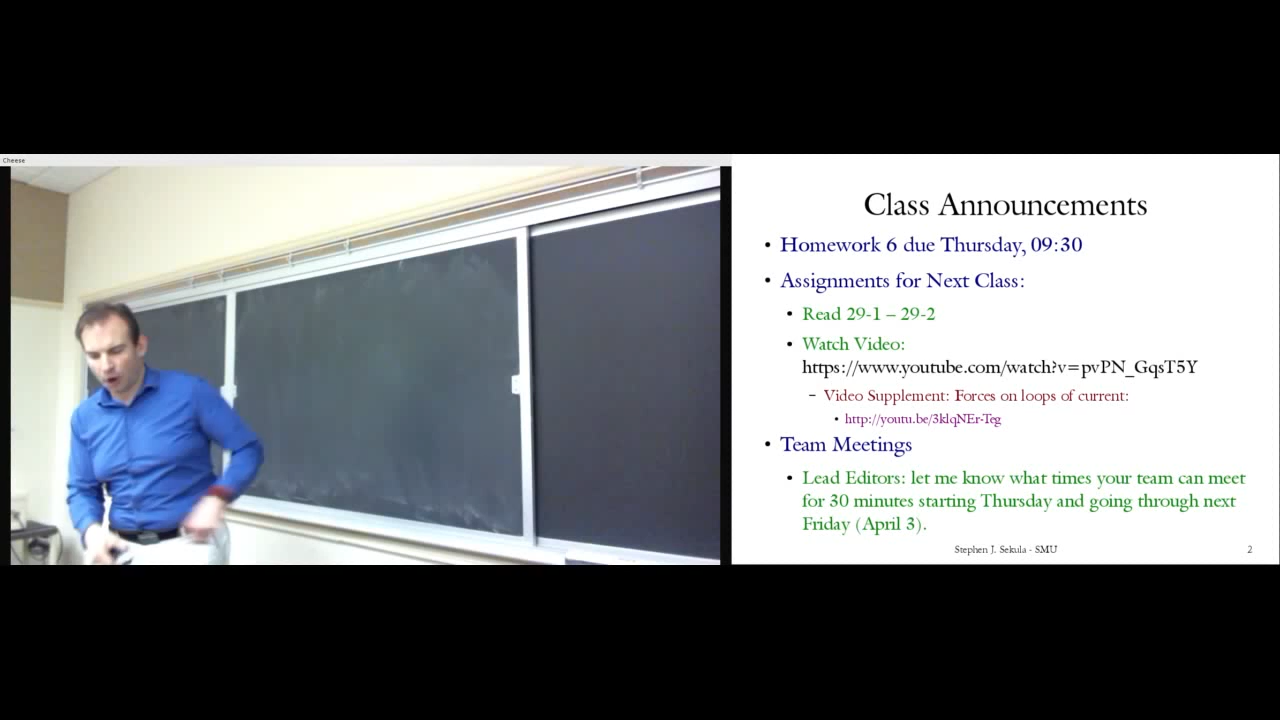 Cheese
Class Announcements
• Homework 6 due Thursday, 09:30
• Assignments for Next Class:
• Read 29-1 – 29-2
• Watch Video:
https://www.youtube.com/watch?v=pvPN_GqsT5Y
– Video Supplement: Forces on loops of current:
• http://youtu.be/3klqNEr-Teg
• Team Meetings
• Lead Editors: let me know what times your team can meet
for 30 minutes starting Thursday and going through next
Friday (April 3).
Stephen J. Sekula - SMU
2